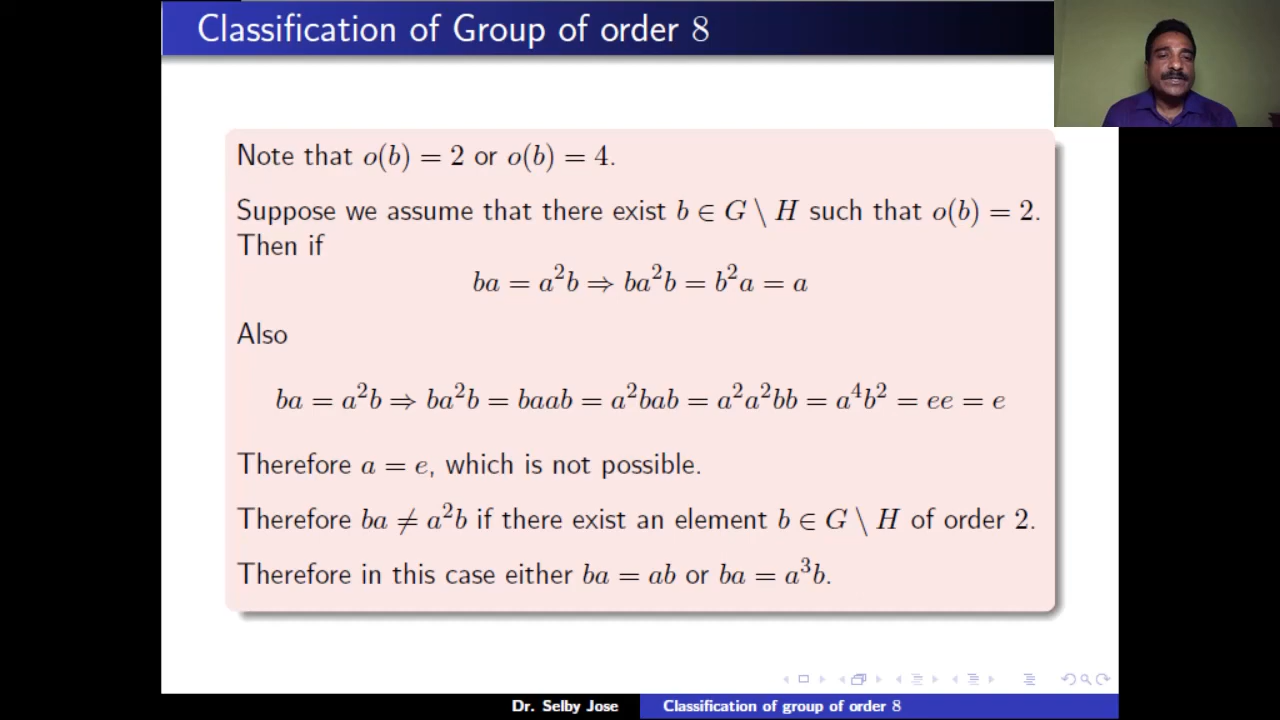 Classification of Group of order 8
Note that o(b) = 2 or o(b) = 4.
Suppose we assume that there exist b ∈ G \ H such that o(b) = 2.
Then if
ba = a²b ⇒ ba²b = b²a = a
Also
ba = a²b ⇒ ba²b = baab = a²bab = a²a²bb = a⁴b² = ee = e
Therefore a = e, which is not possible.
Therefore ba ≠ a²b if there exist an element b ∈ G \ H of order 2.
Therefore in this case either ba = ab or ba = a³b.
Dr. Selby Jose
Classification of group of order 8